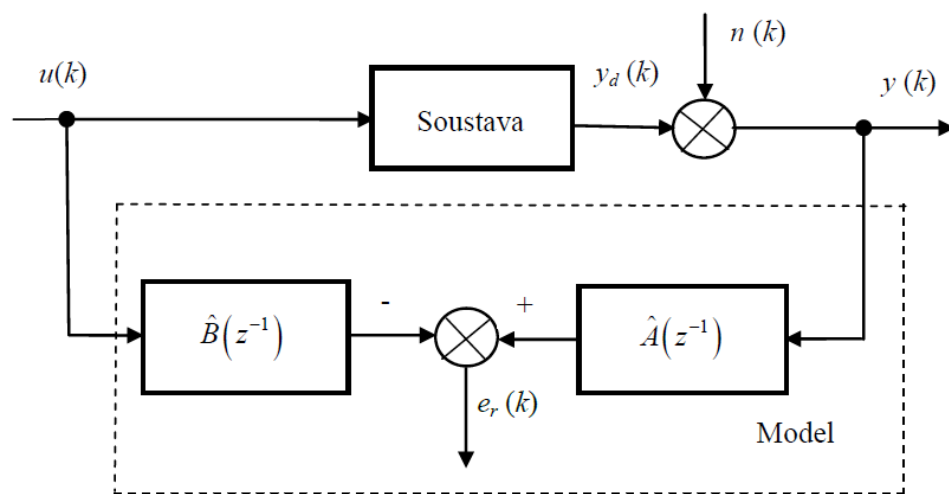 n (k)
u(k)
y_d (k)
y (k)
Soustava
-
+
B̂(z⁻¹)
Â(z⁻¹)
e_r (k)
Model